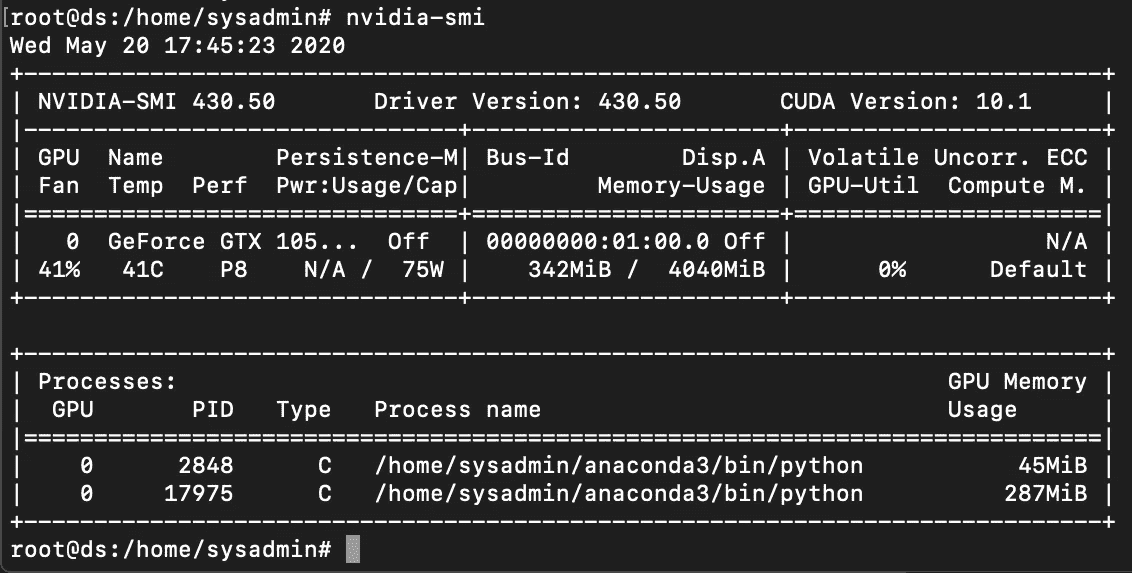 [root@ds:/home/sysadmin# nvidia-smi
Wed May 20 17:45:23 2020
+-----------------------------------------------------------------------------+
| NVIDIA-SMI 430.50       Driver Version: 430.50       CUDA Version: 10.1     |
|-------------------------------+----------------------+----------------------+
| GPU  Name        Persistence-M| Bus-Id        Disp.A | Volatile Uncorr. ECC |
| Fan  Temp  Perf  Pwr:Usage/Cap|         Memory-Usage | GPU-Util  Compute M. |
|===============================+======================+======================|
|   0  GeForce GTX 105...  Off  | 00000000:01:00.0 Off |                  N/A |
| 41%   41C    P8    N/A /  75W |    342MiB /  4040MiB |      0%      Default |
+-------------------------------+----------------------+----------------------+

+-----------------------------------------------------------------------------+
| Processes:                                                       GPU Memory |
|  GPU       PID   Type   Process name                             Usage      |
|=============================================================================|
|    0      2848      C   /home/sysadmin/anaconda3/bin/python           45MiB |
|    0     17975      C   /home/sysadmin/anaconda3/bin/python          287MiB |
+-----------------------------------------------------------------------------+
root@ds:/home/sysadmin#